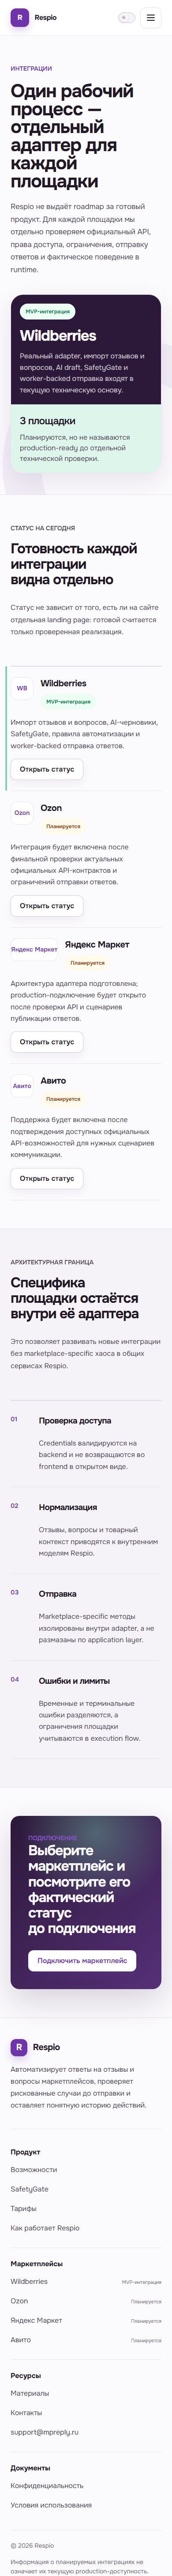 R Respio
ИНТЕГРАЦИИ
Один рабочий
процесс —
отдельный
адаптер для
каждой
площадки
Respio не выдаёт roadmap за готовый
продукт. Для каждой площадки мы
отдельно проверяем официальный API,
права доступа, ограничения, отправку
ответов и фактическое поведение в
runtime.
MVP-интеграция
Wildberries
Реальный адаптер, импорт отзывов и
вопросов, AI draft, SafetyGate и
worker-backed отправка входят в
текущую техническую основу.
3 площадки
Планируются, но не называются
production-ready до отдельной
технической проверки.
СТАТУС НА СЕГОДНЯ
Готовность каждой
интеграции
видна отдельно
Статус не зависит от того, есть ли на сайте
отдельная landing page: готовой считается
только проверенная реализация.
WB Wildberries
MVP-интеграция
Импорт отзывов и вопросов, AI-черновики,
SafetyGate, правила автоматизации и
worker-backed отправка ответов.
Открыть статус
Ozon Ozon
Планируется
Интеграция будет включена после
финальной проверки актуальных
официальных API-контрактов и
ограничений отправки ответов.
Открыть статус
Яндекс Маркет Яндекс Маркет
Планируется
Архитектура адаптера подготовлена;
production-подключение будет открыто
после проверки API и сценариев
публикации ответов.
Открыть статус
Авито Авито
Планируется
Поддержка будет включена после
подтверждения доступных официальных
API-возможностей для нужных сценариев
коммуникации.
Открыть статус
АРХИТЕКТУРНАЯ ГРАНИЦА
Специфика
площадки остаётся
внутри её адаптера
Это позволяет развивать новые интеграции
без marketplace-specific хаоса в общих
сервисах Respio.
01 Проверка доступа
Credentials валидируются на
backend и не возвращаются во
frontend в открытом виде.
02 Нормализация
Отзывы, вопросы и товарный
контекст приводятся к внутренним
моделям Respio.
03 Отправка
Marketplace-specific методы
изолированы внутри адаптера, а не
размазаны по application layer.
04 Ошибки и лимиты
Временные и терминальные
ошибки разделяются, а
ограничения площадки
учитываются в execution flow.
ПОДКЛЮЧЕНИЕ
Выберите
маркетплейс и
посмотрите его
фактический
статус
до подключения
Подключить маркетплейс
R Respio
Автоматизирует ответы на отзывы и
вопросы маркетплейсов, проверяет
рискованные случаи до отправки и
оставляет понятную историю действий.
Продукт
Возможности
SafetyGate
Тарифы
Как работает Respio
Маркетплейсы
Wildberries MVP-интеграция
Ozon Планируется
Яндекс Маркет Планируется
Авито Планируется
Ресурсы
Материалы
Контакты
support@mpreply.ru
Документы
Конфиденциальность
Условия использования
© 2026 Respio
Информация о планируемых интеграциях не
означает их текущую production-доступность.